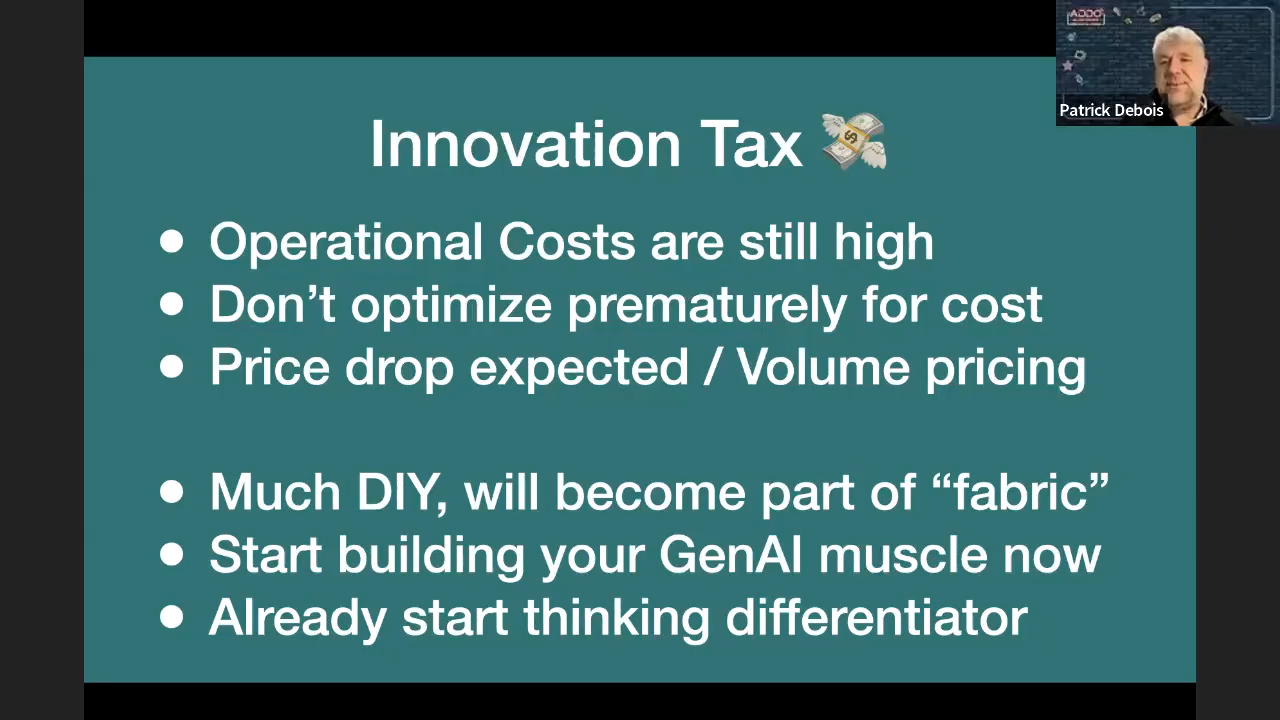 ADDO
Patrick Debois
Innovation Tax 💸
● Operational Costs are still high
● Don’t optimize prematurely for cost
● Price drop expected / Volume pricing
● Much DIY, will become part of “fabric”
● Start building your GenAI muscle now
● Already start thinking differentiator